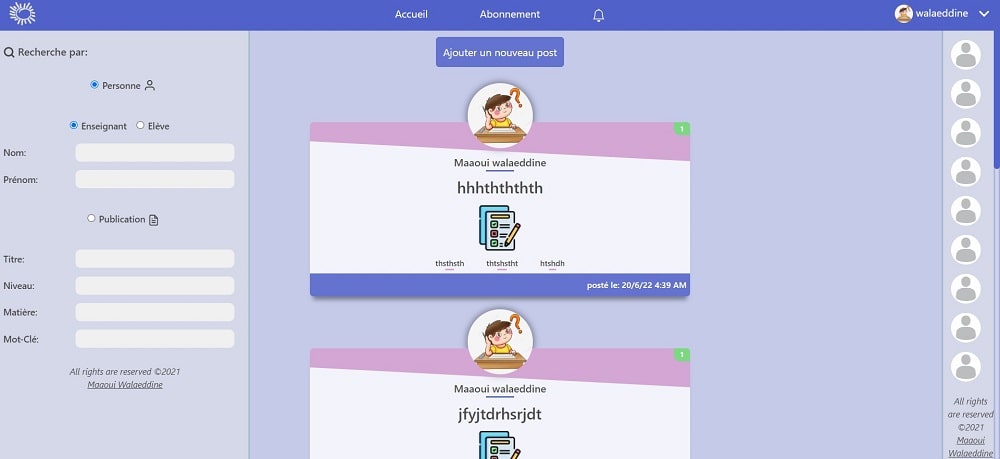 Accueil
Abonnement
walaeddine
Recherche par:
Personne
Enseignant
Elève
Nom:
Prénom:
Publication
Titre:
Niveau:
Matière:
Mot-Clé:
All rights are reserved ©2021
Maaoui Walaeddine
Ajouter un nouveau post
1
Maaoui walaeddine
hhhthththth
thsthsth
thtshstht
htshdh
posté le: 20/6/22 4:39 AM
1
Maaoui walaeddine
jfyjtdrhsrjdt
All rights
are reserved
©2021
Maaoui
Walaeddine